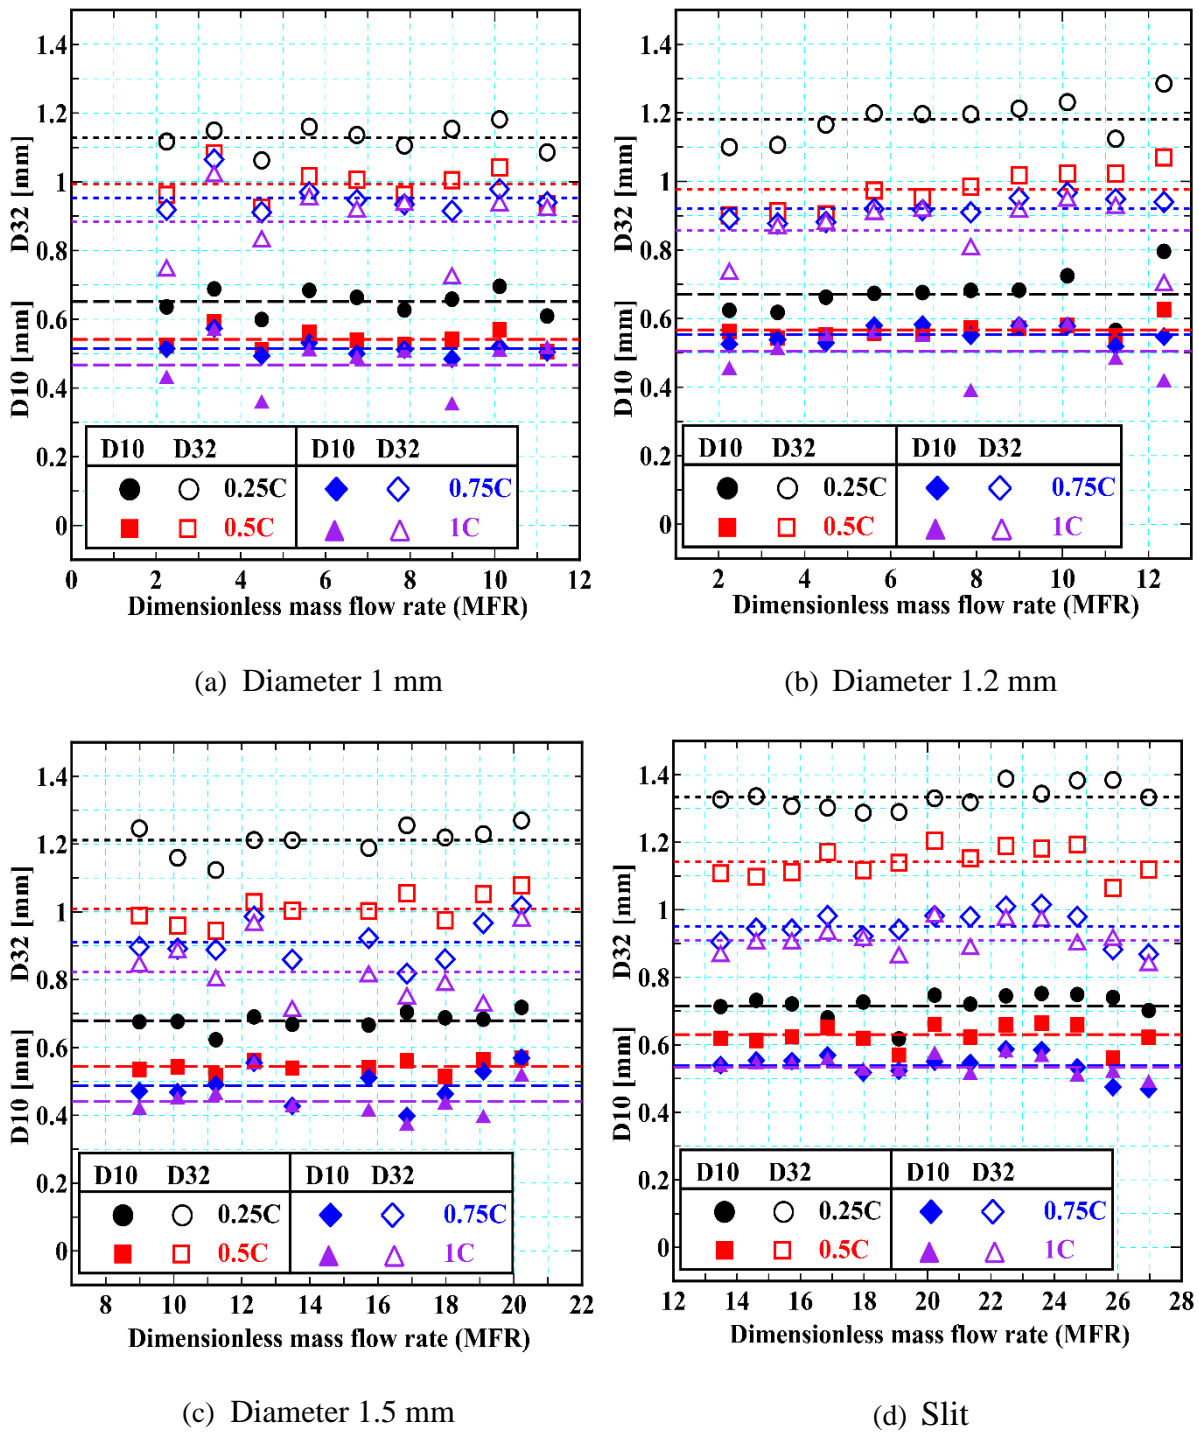 1.4
1.2
1
0.8
0.6
0.4
0.2
0
D32 [mm]
D10 [mm]
D10 D32 D10 D32
0.25C 0.75C
0.5C 1C
0 2 4 6 8 10 12
Dimensionless mass flow rate (MFR)
(a) Diameter 1 mm
1.4
1.2
1
0.8
0.6
0.4
0.2
0
D32 [mm]
D10 [mm]
D10 D32 D10 D32
0.25C 0.75C
0.5C 1C
2 4 6 8 10 12
Dimensionless mass flow rate (MFR)
(b) Diameter 1.2 mm
1.4
1.2
1
0.8
0.6
0.4
0.2
0
D32 [mm]
D10 [mm]
D10 D32 D10 D32
0.25C 0.75C
0.5C 1C
8 10 12 14 16 18 20 22
Dimensionless mass flow rate (MFR)
(c) Diameter 1.5 mm
1.4
1.2
1
0.8
0.6
0.4
0.2
0
D32 [mm]
D10 [mm]
D10 D32 D10 D32
0.25C 0.75C
0.5C 1C
12 14 16 18 20 22 24 26 28
Dimensionless mass flow rate (MFR)
(d) Slit